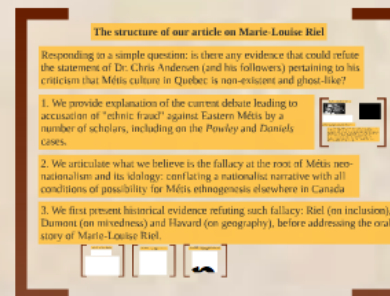 The structure of our article on Marie-Louise Riel
Responding to a simple question: is there any evidence that could refute
the statement of Dr. Chris Andersen (and his followers) pertaining to his
criticism that Métis culture in Quebec is non-existent and ghost-like?
1. We provide explanation of the current debate leading to
accusation of "ethnic fraud" against Eastern Métis by a
number of scholars, including on the Powley and Daniels
cases.
2. We articulate what we believe is the fallacy at the root of Métis neo-
nationalism and its idology: conflating a nationalist narrative with all
conditions of possibility for Métis ethnogenesis elsewhere in Canada
3. We first present historical evidence refuting such fallacy: Riel (on inclusion),
Dumont (on mixedness) and Havard (on geography), before addressing the oral
story of Marie-Louise Riel.